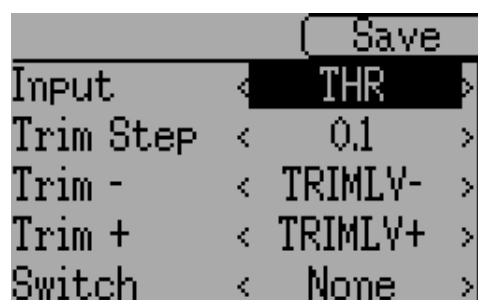 Save
Input < THR >
Trim Step < 0.1 >
Trim - < TRIMLV- >
Trim + < TRIMLV+ >
Switch < None >